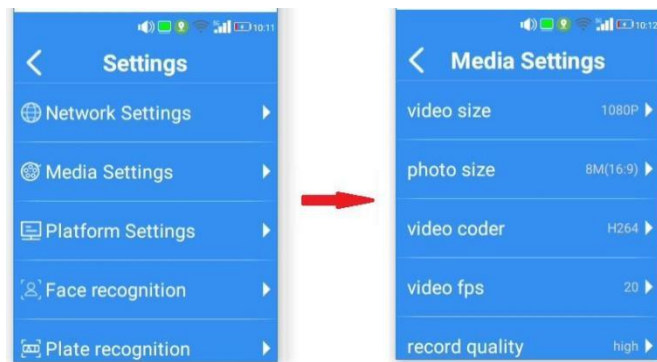 10:11
Settings
Network Settings
Media Settings
Platform Settings
Face recognition
Plate recognition
10:12
Media Settings
video size 1080P
photo size 8M(16:9)
video coder H264
video fps 20
record quality high